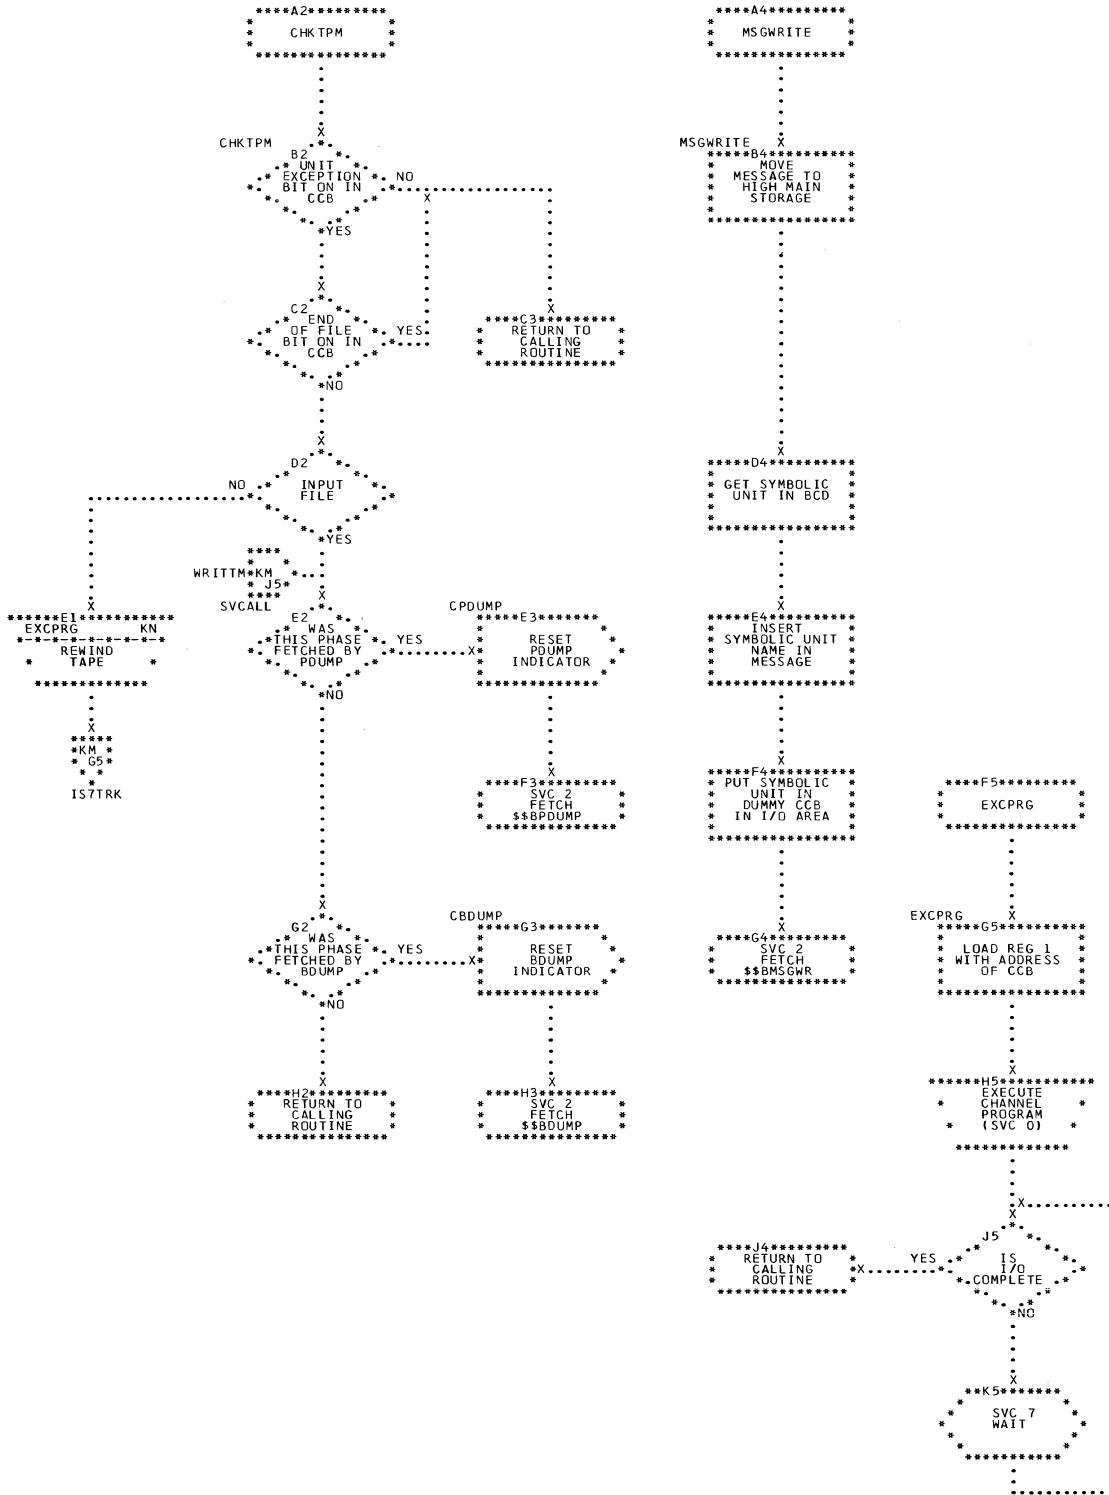 A2
CHKTPM
CHKTPM
B2
UNIT
EXCEPTION
BIT ON IN
CCB
NO
YES
C2
END
OF FILE
BIT ON IN
CCB
YES
NO
C3
RETURN TO
CALLING
ROUTINE
D2
INPUT
FILE
NO
YES
WRITTM
KM
J5
SVCALL
E1
EXCPRG KN
REWIND
TAPE
KM
G5
IS7TRK
E2
WAS
THIS PHASE
FETCHED BY
PDUMP
YES
NO
CPDUMP
E3
RESET
PDUMP
INDICATOR
F3
SVC 2
FETCH
$$BPDUMP
G2
WAS
THIS PHASE
FETCHED BY
BDUMP
YES
NO
CBDUMP
G3
RESET
BDUMP
INDICATOR
H2
RETURN TO
CALLING
ROUTINE
H3
SVC 2
FETCH
$$BDUMP
A4
MSGWRITE
MSGWRITE
B4
MOVE
MESSAGE TO
HIGH MAIN
STORAGE
D4
GET SYMBOLIC
UNIT IN BCD
E4
INSERT
SYMBOLIC UNIT
NAME IN
MESSAGE
F4
PUT SYMBOLIC
UNIT IN
DUMMY CCB
IN I/O AREA
G4
SVC 2
FETCH
$$BMSGWR
F5
EXCPRG
EXCPRG
G5
LOAD REG 1
WITH ADDRESS
OF CCB
H5
EXECUTE
CHANNEL
PROGRAM
(SVC 0)
J5
IS
I/O
COMPLETE
YES
NO
J4
RETURN TO
CALLING
ROUTINE
K5
SVC 7
WAIT